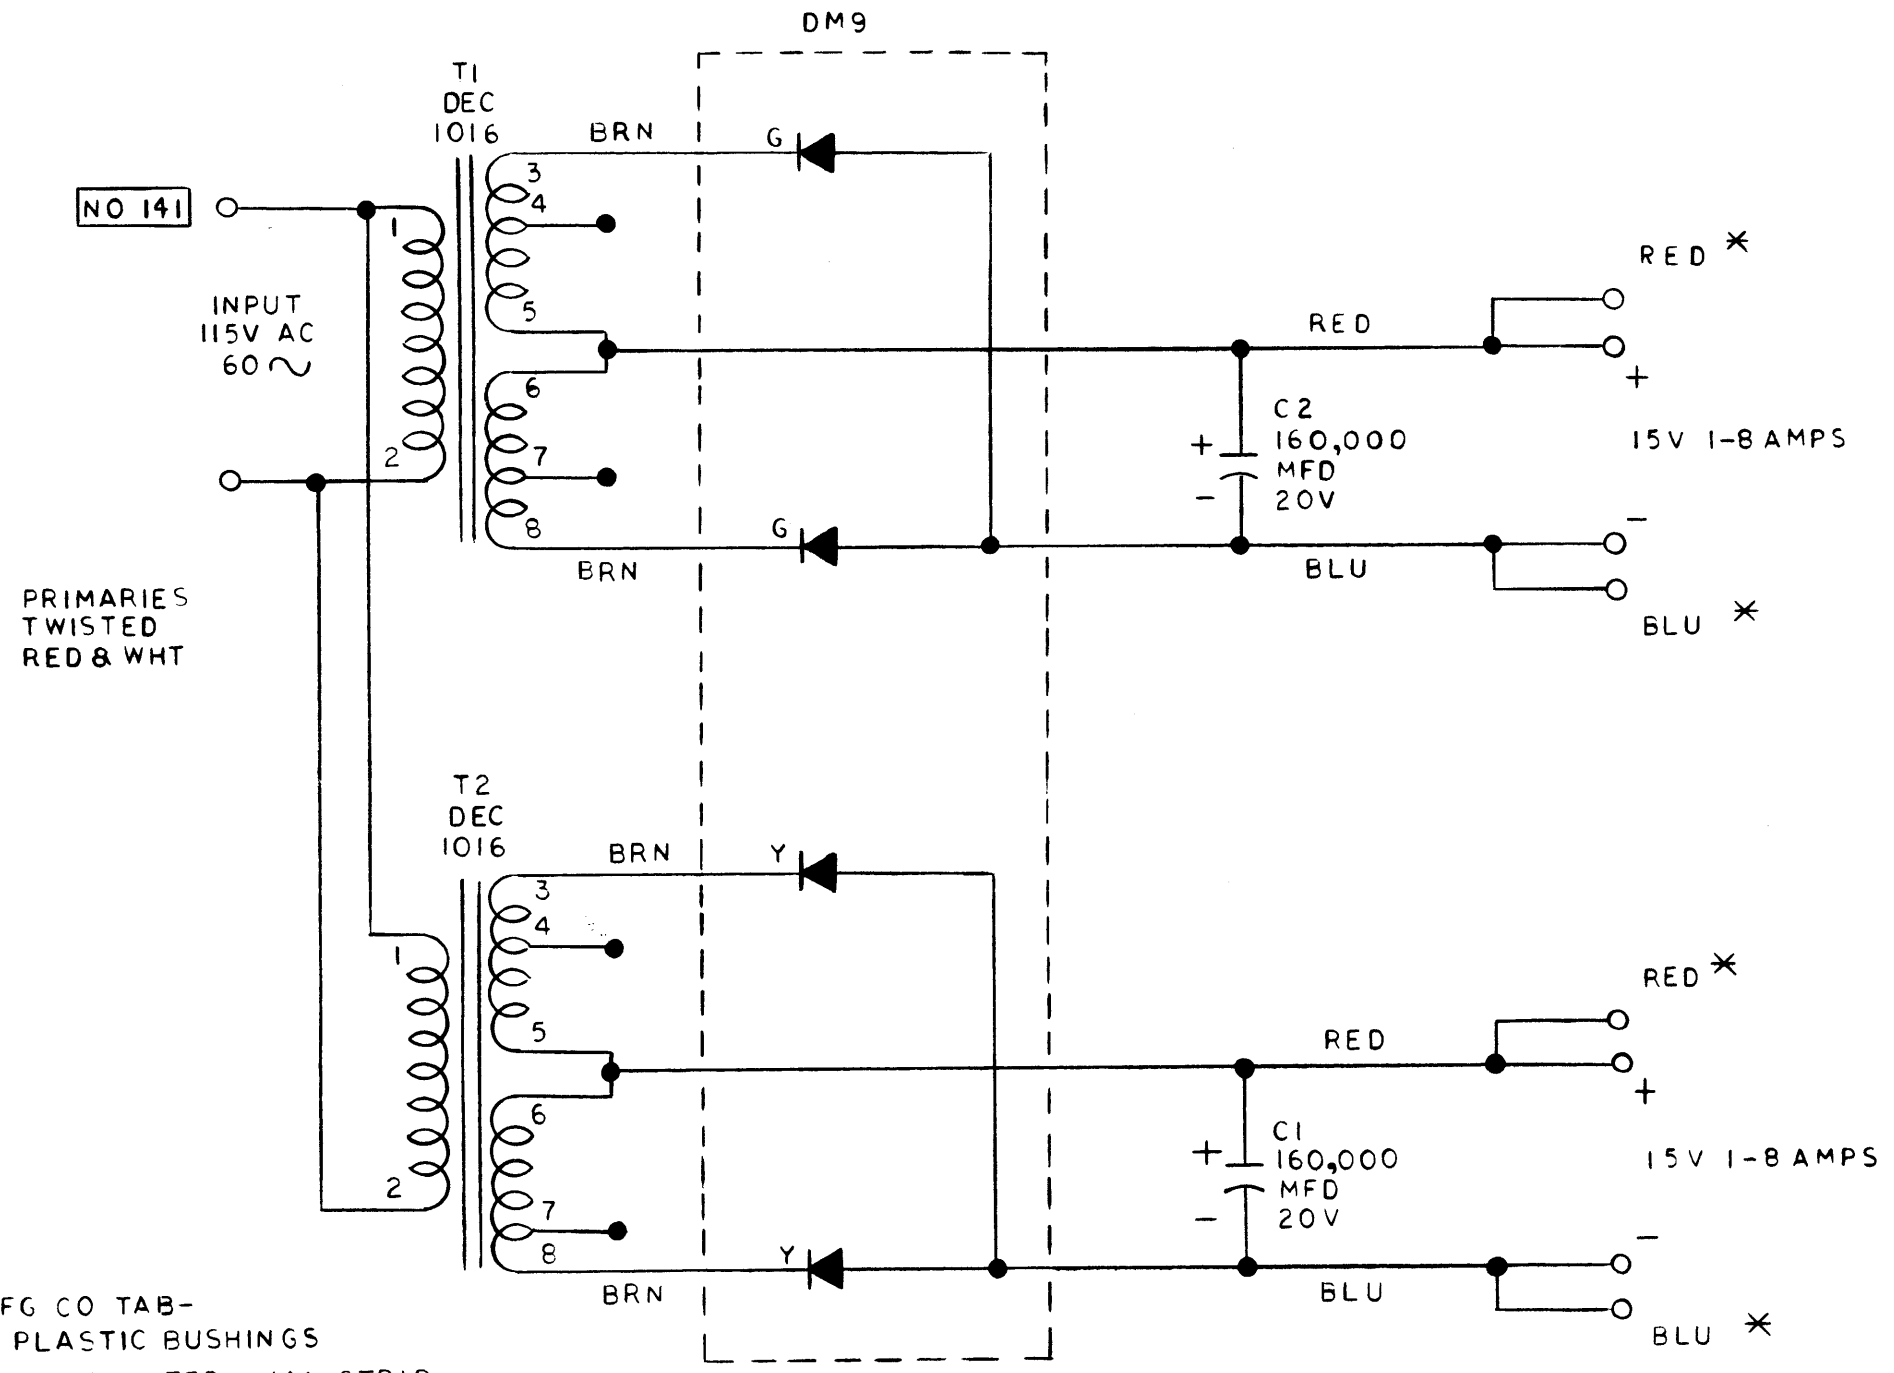 DM9
T1
DEC
1016
BRN
G
3
4
5
6
7
8
G
BRN
NO 141
1
INPUT
115V AC
60~
2
PRIMARIES
TWISTED
RED & WHT
RED *
RED
+
C2
160,000
MFD
20V
+
-
15V 1-8 AMPS
-
BLU
BLU *
T2
DEC
1016
BRN
Y
3
4
5
6
7
8
Y
BRN
1
2
RED *
RED
+
C1
160,000
MFD
20V
+
-
15V 1-8 AMPS
-
BLU
BLU *
FG CO TAB-
PLASTIC BUSHINGS
STRIP